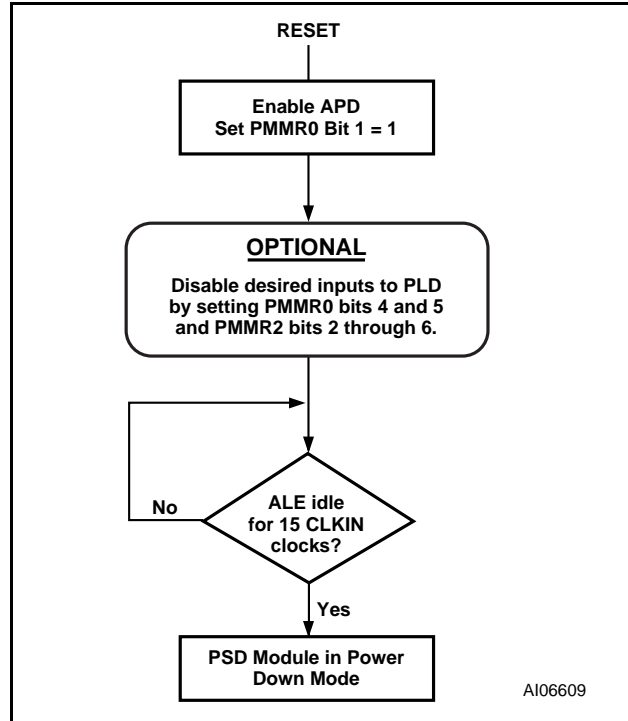 RESET
Enable APD
Set PMMR0 Bit 1 = 1
OPTIONAL
Disable desired inputs to PLD
by setting PMMR0 bits 4 and 5
and PMMR2 bits 2 through 6.
No
ALE idle
for 15 CLKIN
clocks?
Yes
PSD Module in Power
Down Mode
AI06609